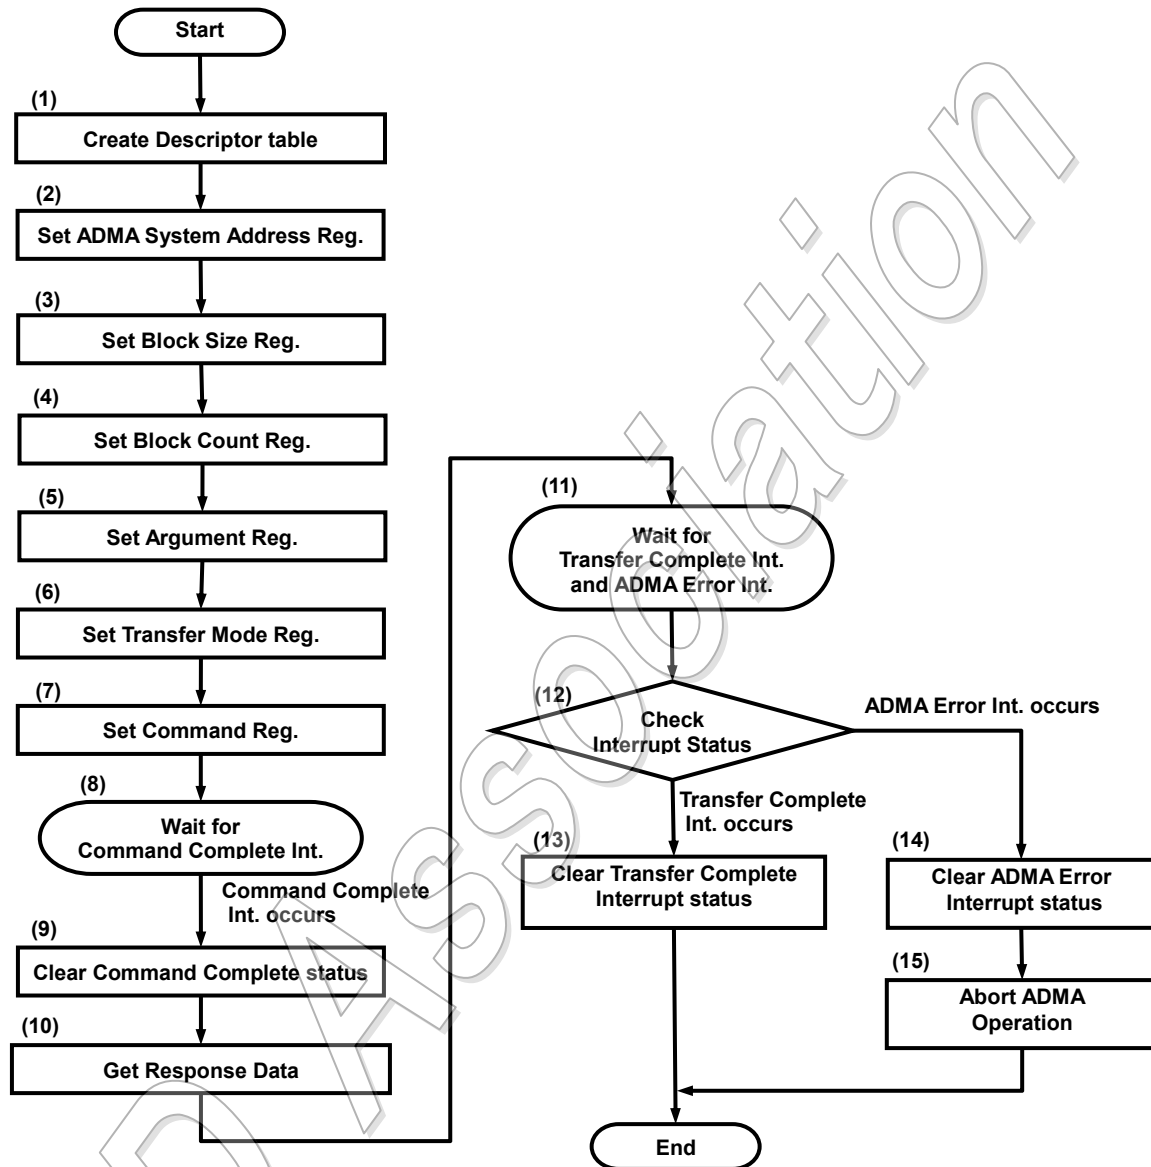 Start
(1)
Create Descriptor table
(2)
Set ADMA System Address Reg.
(3)
Set Block Size Reg.
(4)
Set Block Count Reg.
(5)
Set Argument Reg.
(6)
Set Transfer Mode Reg.
(7)
Set Command Reg.
(8)
Wait for
Command Complete Int.
Command Complete
Int. occurs
(9)
Clear Command Complete status
(10)
Get Response Data
(11)
Wait for
Transfer Complete Int.
and ADMA Error Int.
(12)
Check
Interrupt Status
ADMA Error Int. occurs
Transfer Complete
Int. occurs
(13)
Clear Transfer Complete
Interrupt status
(14)
Clear ADMA Error
Interrupt status
(15)
Abort ADMA
Operation
End
D Association